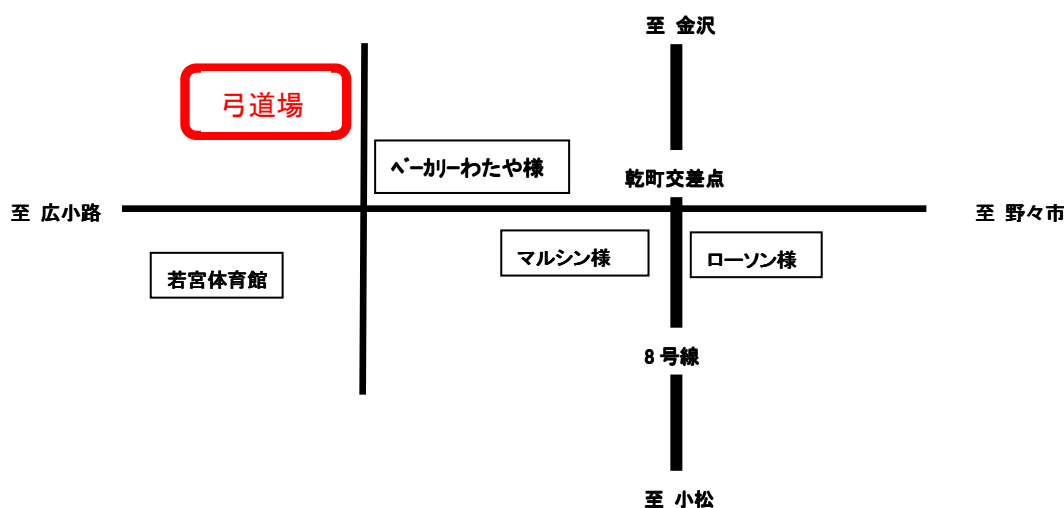 至 金沢
弓道場
ベーカリーわたや様
乾町交差点
至 広小路
至 野々市
マルシン様
ローソン様
若宮体育館
8号線
至 小松